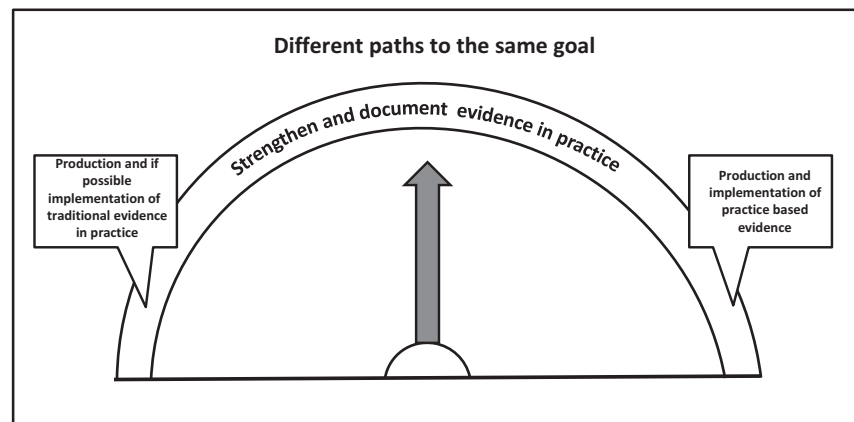 Different paths to the same goal
Strengthen and document evidence in practice
Production and if
possible
implementation of
traditional evidence
in practice
Production and
implementation of
practice based
evidence